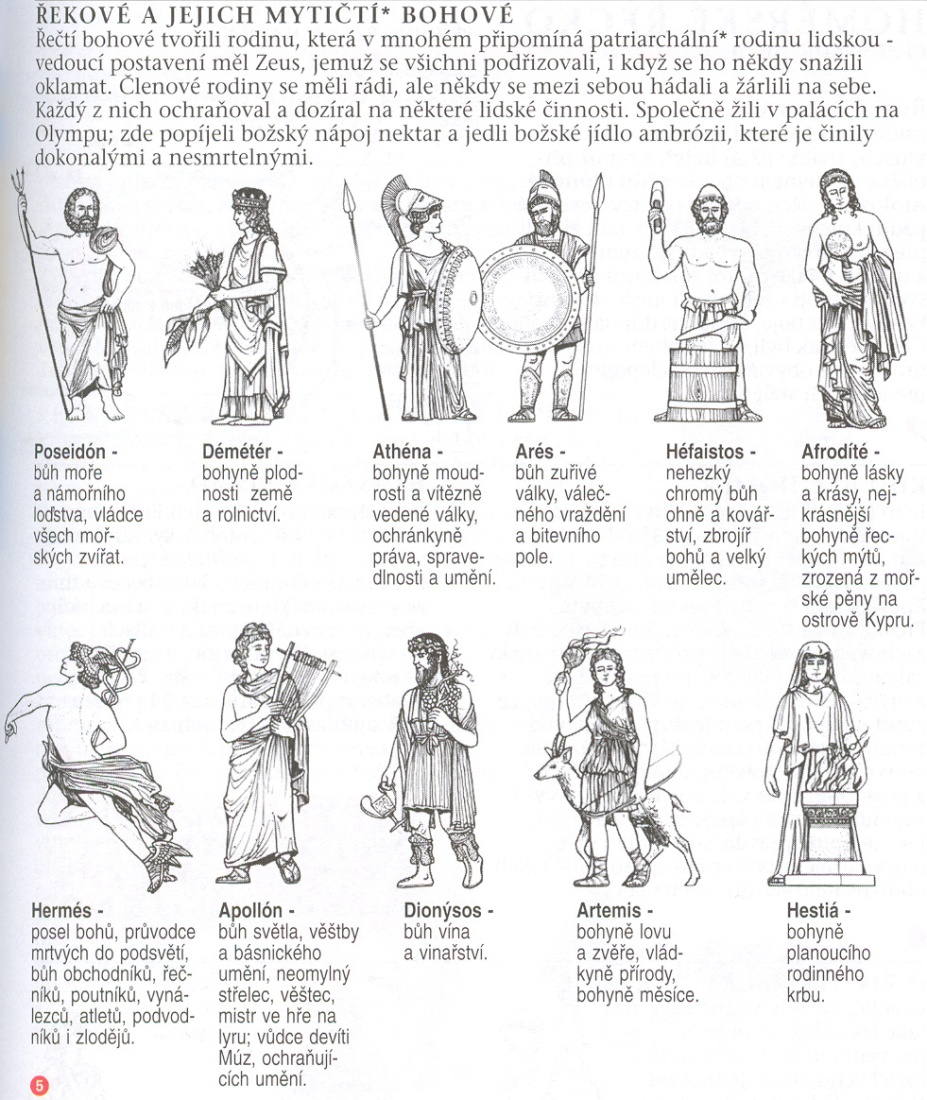 ŘEKOVÉ A JEJICH MYTIČTÍ* BOHOVÉ
Řečtí bohové tvořili rodinu, která v mnohém připomíná patriarchální* rodinu lidskou -
vedoucí postavení měl Zeus, jemuž se všichni podřizovali, i když se ho někdy snažili
oklamat. Členové rodiny se měli rádi, ale někdy se mezi sebou hádali a žárlili na sebe.
Každý z nich ochraňoval a dozíral na některé lidské činnosti. Společně žili v palácích na
Olympu; zde popíjeli božský nápoj nektar a jedli božské jídlo ambrózii, které je činily
dokonalými a nesmrtelnými.
Poseidón -
bůh moře
a námořního
loďstva, vládce
všech moř-
ských zvířat.
Démétér -
bohyně plod-
nosti země
a rolnictví.
Athéna -
bohyně moud-
rosti a vítězně
vedené války,
ochránkyně
práva, sprave-
dlnosti a umění.
Arés -
bůh zuřivé
války, váleč-
ného vraždění
a bitevního
pole.
Héfaistos -
nehezký
chromý bůh
ohně a kovář-
ství, zbrojíř
bohů a velký
umělec.
Afrodíté -
bohyně lásky
a krásy, nej-
krásnější
bohyně řec-
kých mýtů,
zrozená z moř-
ské pěny na
ostrově Kypru.
Hermés -
posel bohů, průvodce
mrtvých do podsvětí,
bůh obchodníků, řeč-
níků, poutníků, vyná-
lezců, atletů, podvod-
níků i zlodějů.
Apollón -
bůh světla, věštby
a básnického
umění, neomylný
střelec, věštec,
mistr ve hře na
lyru; vůdce devíti
Múz, ochraňují-
cích umění.
Dionýsos -
bůh vína
a vinařství.
Artemis -
bohyně lovu
a zvěře, vlád-
kyně přírody,
bohyně měsíce.
Hestiá -
bohyně
planoucího
rodinného
krbu.
5